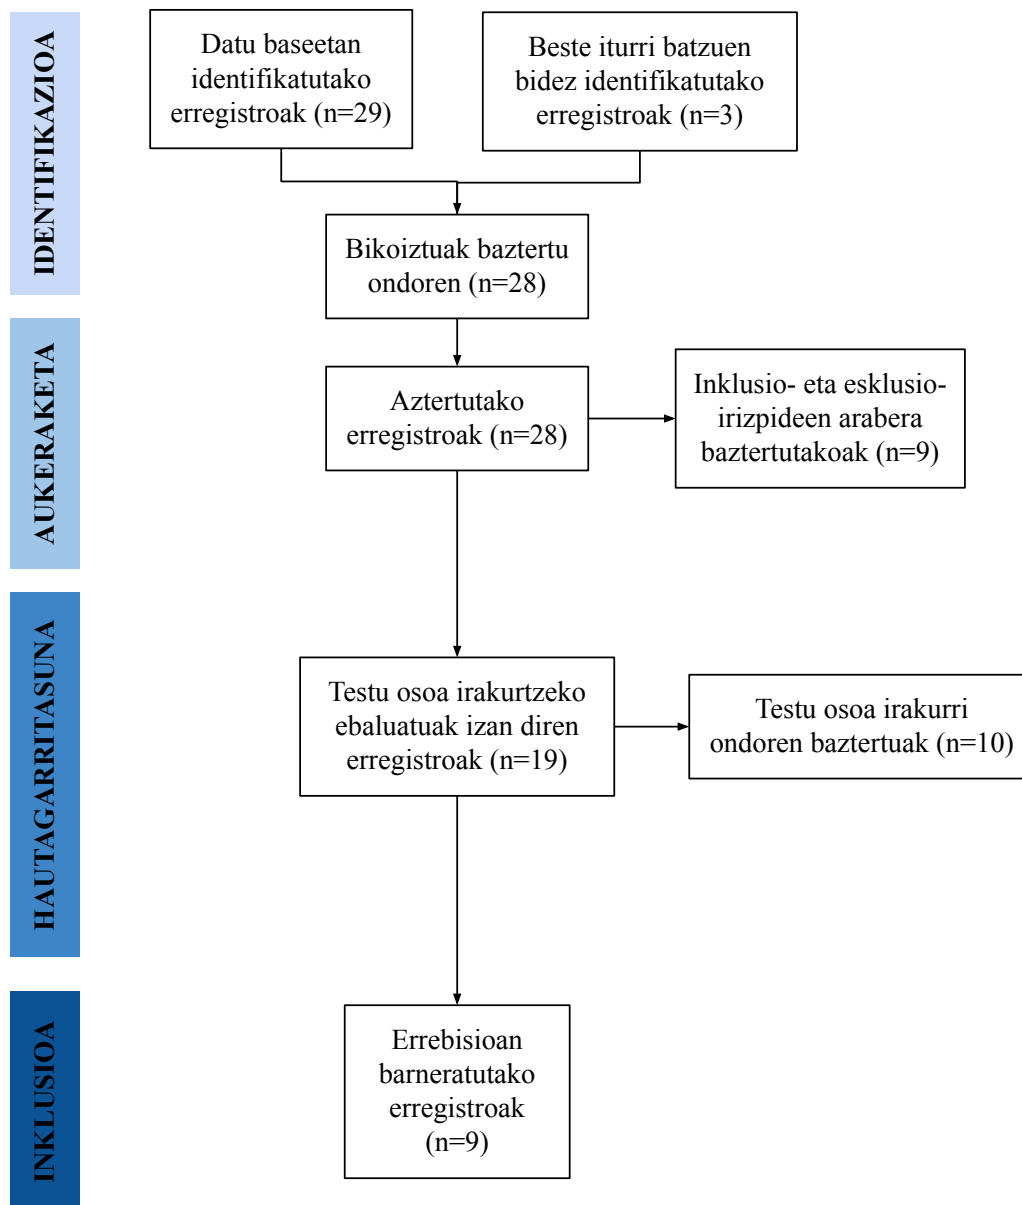 IDENTIFIKAZIOA
Datu baseetan
identifikatutako
erregistroak (n=29)
Beste iturri batzuen
bidez identifikatutako
erregistroak (n=3)
Bikoiztuak baztertu
ondoren (n=28)
AUKERAKETA
Aztertutako
erregistroak (n=28)
Inklusio- eta esklusio-
irizpideen arabera
baztertutakoak (n=9)
HAUTAGARRITASUNA
Testu osoa irakurtzeko
ebaluatuak izan diren
erregistroak (n=19)
Testu osoa irakurri
ondoren baztertuak (n=10)
INKLUSIOA
Errebisioan
barneratutako
erregistroak
(n=9)